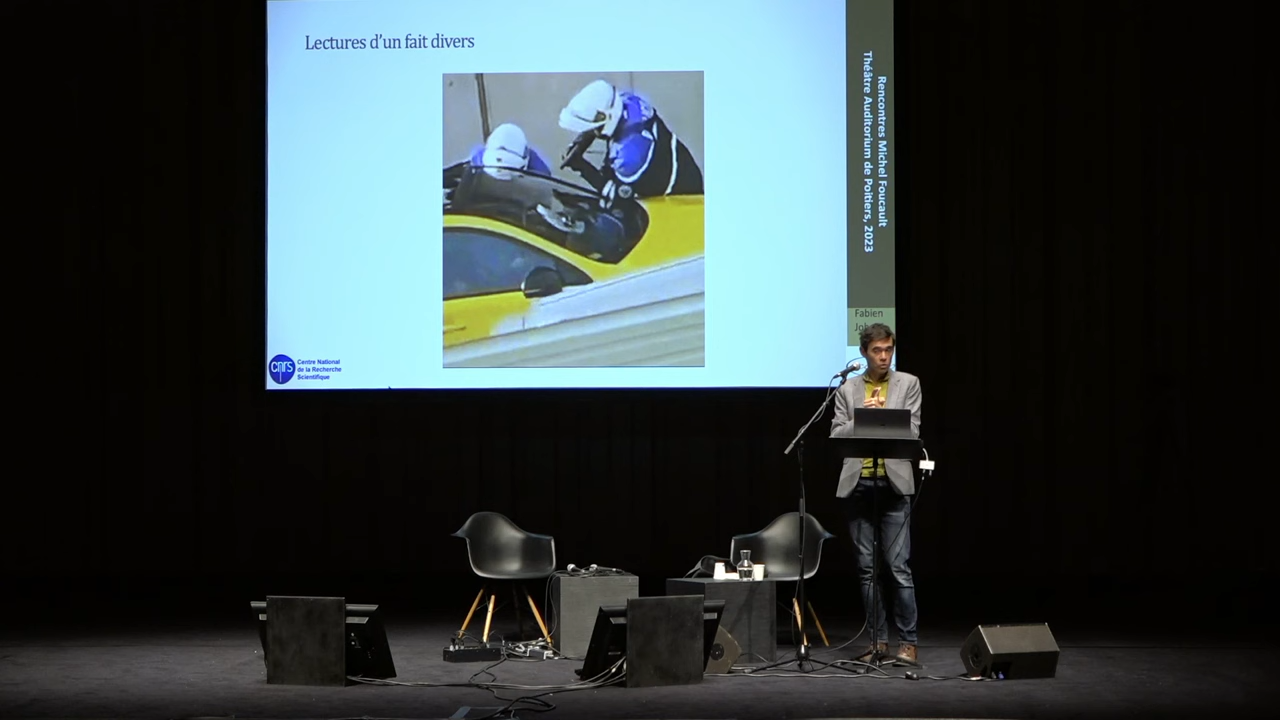 Lectures d'un fait divers
Rencontres Michel Foucault
Théâtre Auditorium de Poitiers, 2023
Fabien
cnrs
Centre National
de la Recherche
Scientifique